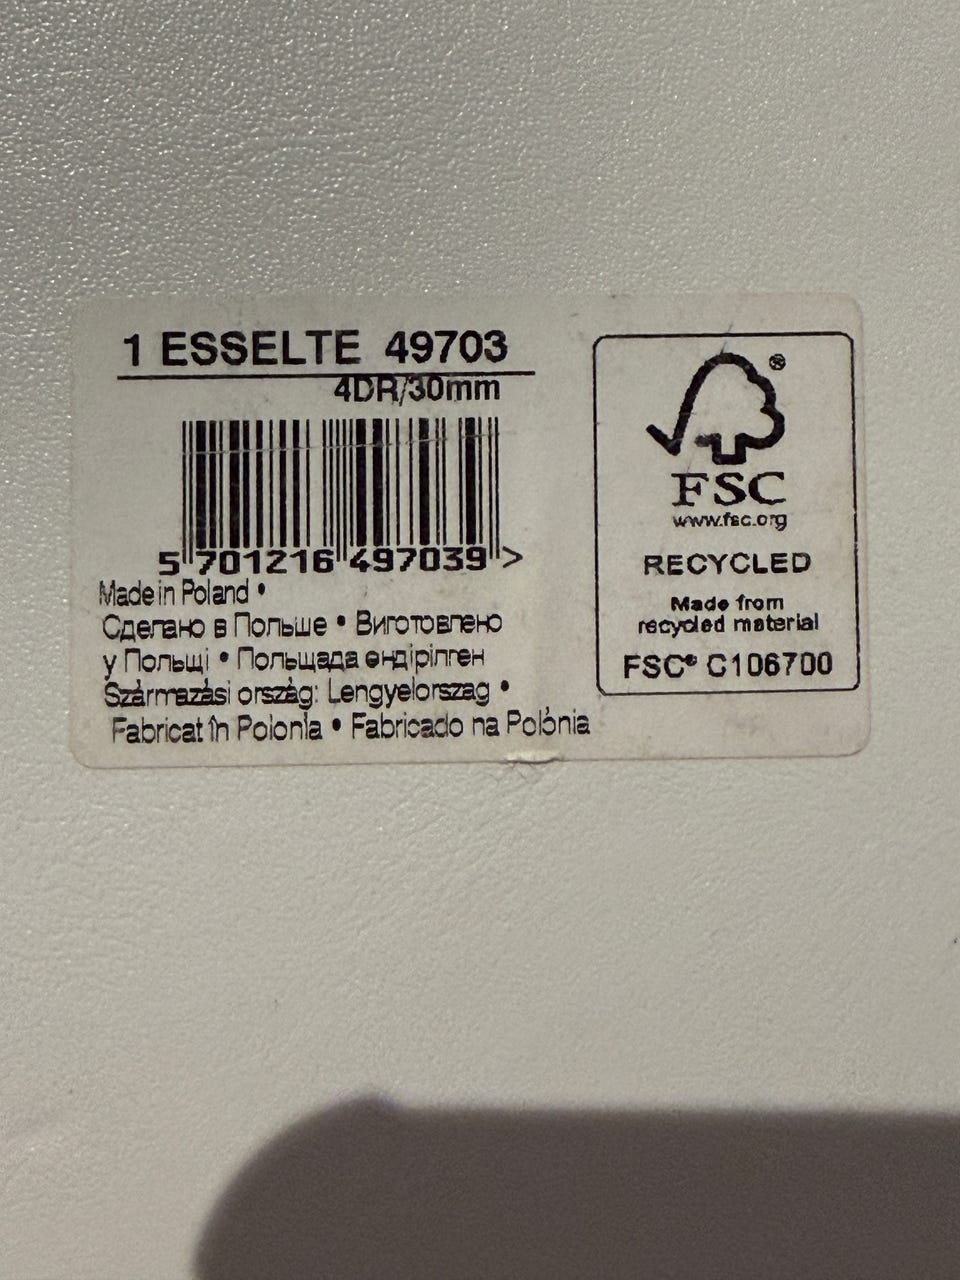 1 ESSELTE 49703
4DR/30mm
5 701216 497039 >
Made in Poland •
Сделано в Польше • Виготовлено
у Польщі • Польщада өндірілген
Származási ország: Lengyelorszag •
Fabricat în Polonia • Fabricado na Polónia
®
FSC
www.fsc.org
RECYCLED
Made from
recycled material
FSC® C106700